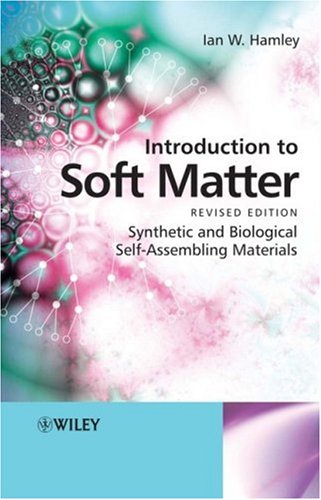 Ian W. Hamley
Introduction to
Soft Matter
REVISED EDITION
Synthetic and Biological
Self-Assembling Materials
WILEY